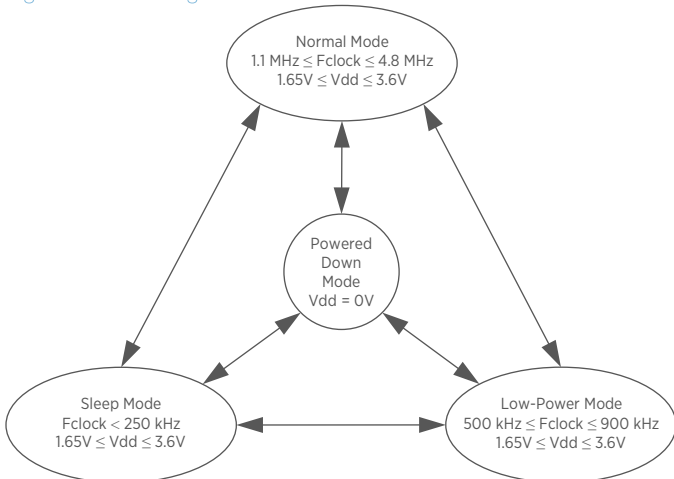 Normal Mode
1.1 MHz ≤ Fclock ≤ 4.8 MHz
1.65V ≤ Vdd ≤ 3.6V
Powered
Down
Mode
Vdd = 0V
Sleep Mode
Fclock < 250 kHz
1.65V ≤ Vdd ≤ 3.6V
Low-Power Mode
500 kHz ≤ Fclock ≤ 900 kHz
1.65V ≤ Vdd ≤ 3.6V